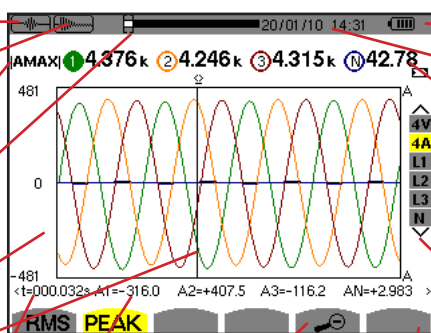 20/01/10 14:31
|AMAX| 1 4.376 k 2 4.246 k 3 4.315 k N 42.78
481 A
4V
4A
0 L1
L2
L3
N
-481 A
<t=000.032s A1=-316.0 A2=+407.5 A3=-116.2 AN=+2.983 >
RMS PEAK